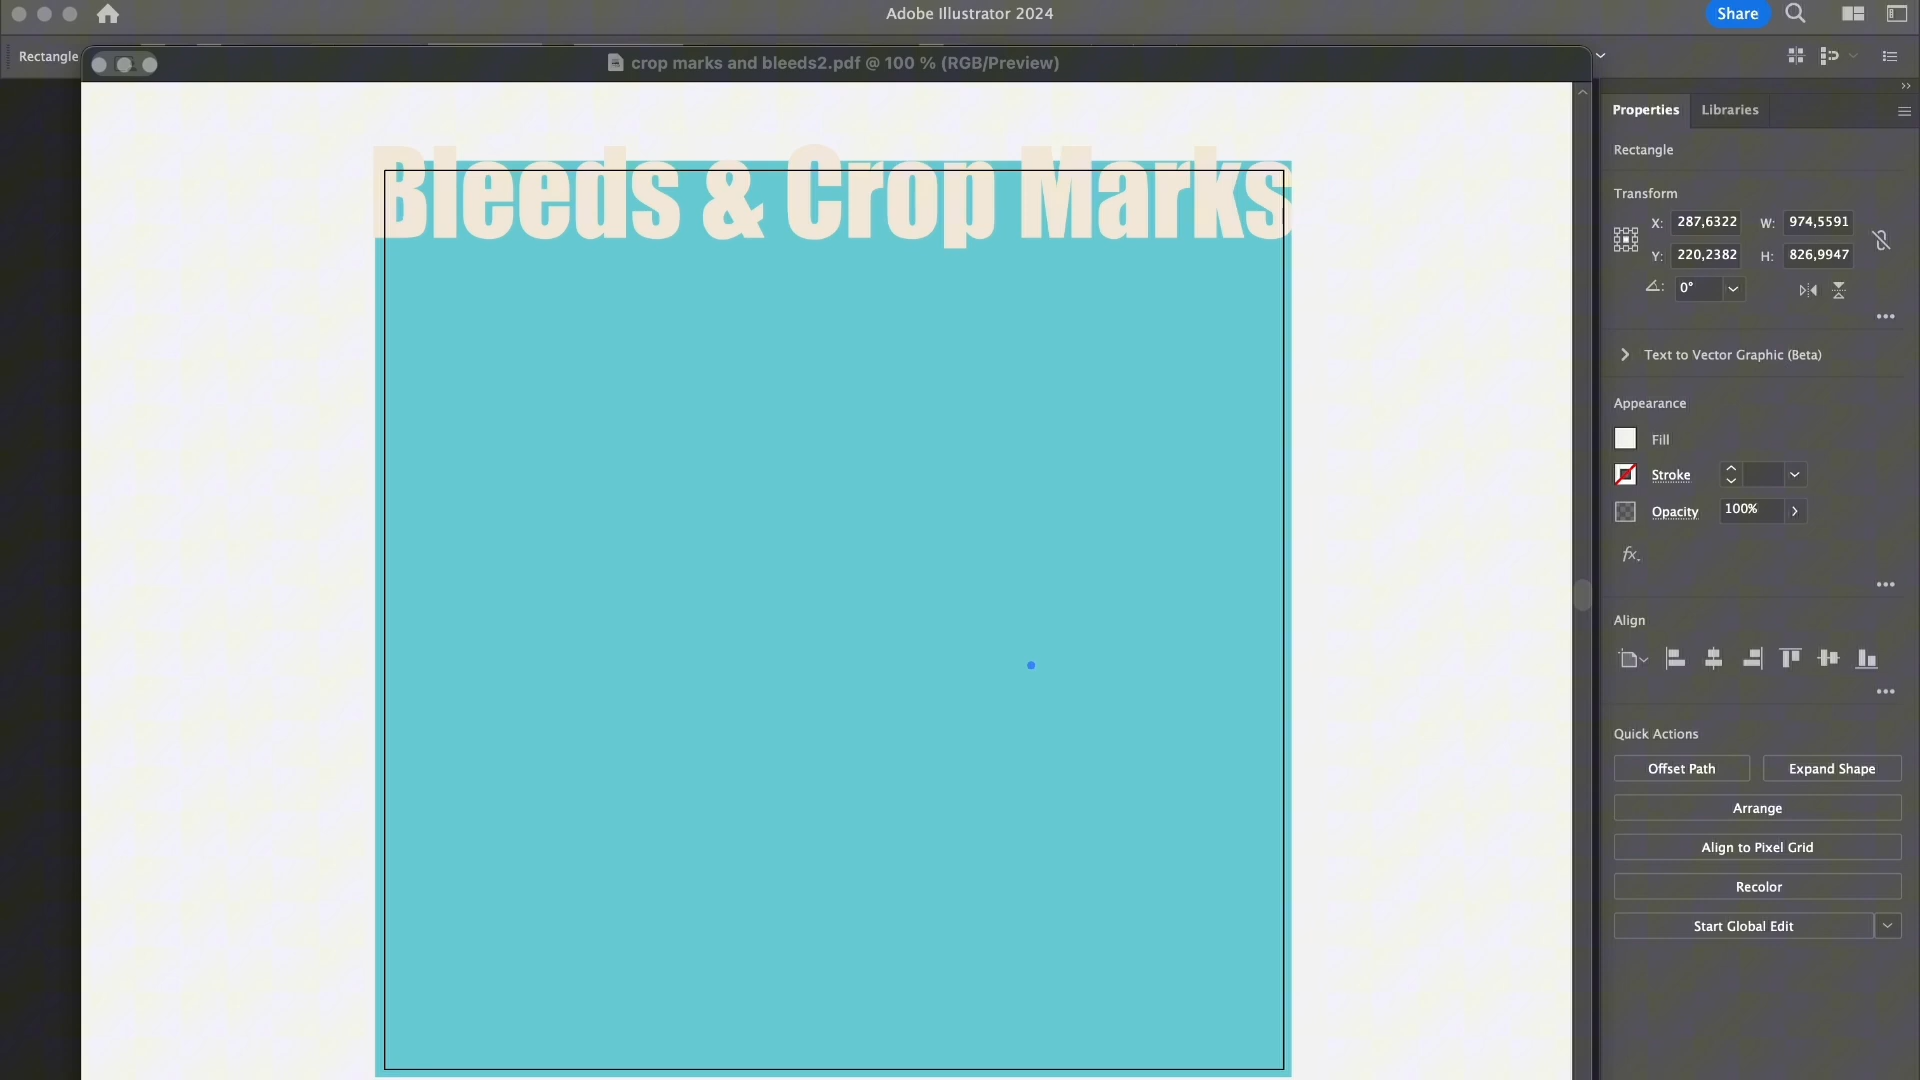 Adobe Illustrator 2024
Share
Rectangle
crop marks and bleeds2.pdf @ 100 % (RGB/Preview)
Properties
Libraries
Rectangle
Transform
X: 287,6322
W: 974,5591
Y: 220,2382
H: 826,9947
0°
Text to Vector Graphic (Beta)
Appearance
Fill
Stroke
Opacity
100%
fx.
Align
Quick Actions
Offset Path
Expand Shape
Arrange
Align to Pixel Grid
Recolor
Start Global Edit
Bleeds & Crop Marks